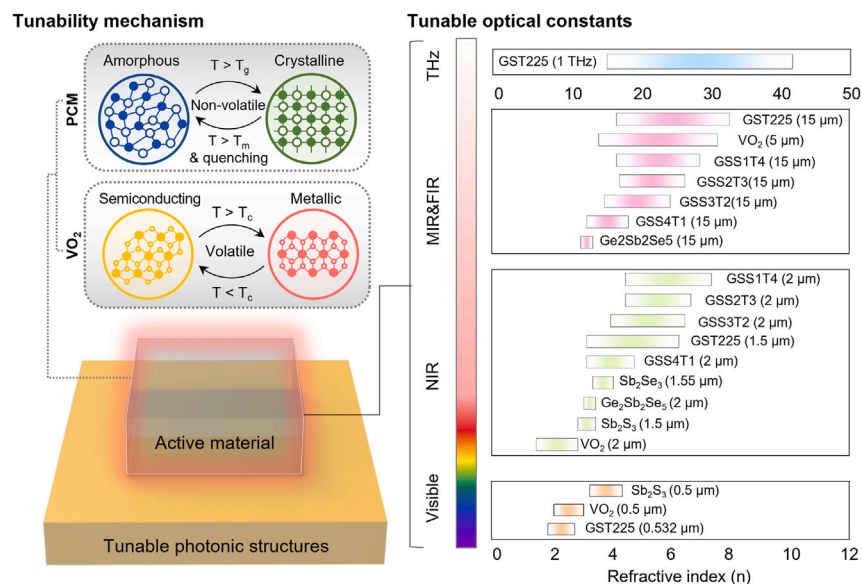 Tunability mechanism
PCM
Amorphous
T > Tg
Crystalline
Non-volatile
T > Tm
& quenching
VO2
Semiconducting
T > Tc
Metallic
Volatile
T < Tc
Active material
Tunable photonic structures
Tunable optical constants
THz
GST225 (1 THz)
0 10 20 30 40 50
MIR&FIR
GST225 (15 μm)
VO2 (5 μm)
GSS1T4 (15 μm)
GSS2T3(15 μm)
GSS3T2(15 μm)
GSS4T1 (15 μm)
Ge2Sb2Se5 (15 μm)
NIR
GSS1T4 (2 μm)
GSS2T3 (2 μm)
GSS3T2 (2 μm)
GST225 (1.5 μm)
GSS4T1 (2 μm)
Sb2Se3 (1.55 μm)
Ge2Sb2Se5 (2 μm)
Sb2S3 (1.5 μm)
VO2 (2 μm)
Visible
Sb2S3 (0.5 μm)
VO2 (0.5 μm)
GST225 (0.532 μm)
0 2 4 6 8 10 12
Refractive index (n)